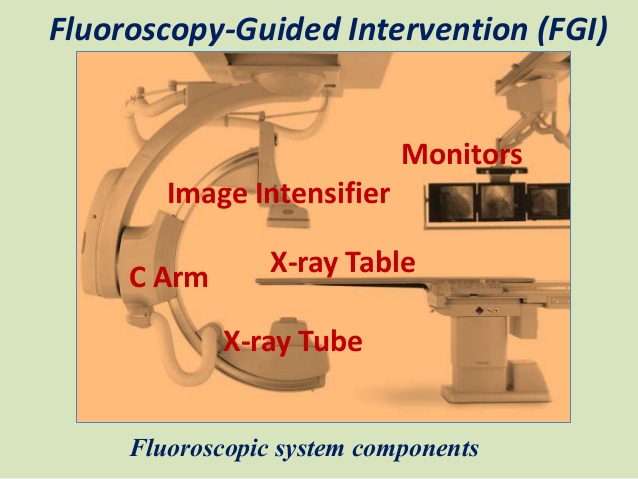 Fluoroscopy-Guided Intervention (FGI)
Monitors
Image Intensifier
X-ray Table
C Arm
X-ray Tube
Fluoroscopic system components